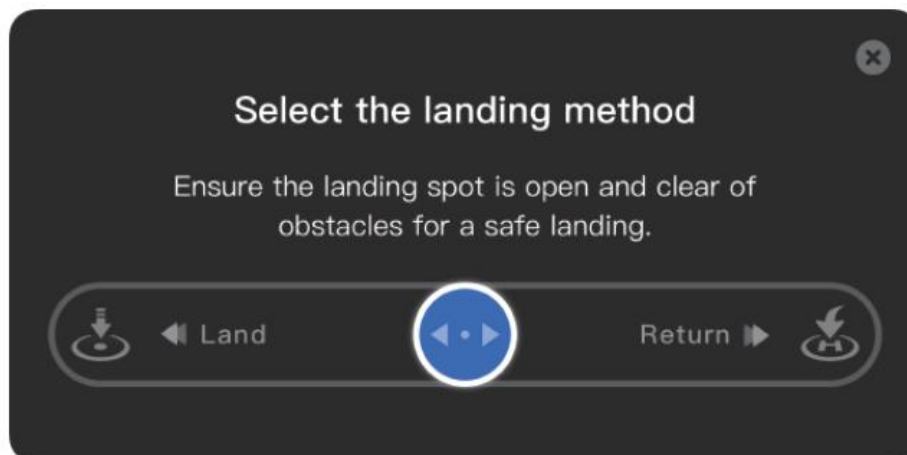 Select the landing method
Ensure the landing spot is open and clear of
obstacles for a safe landing.
Land
Return